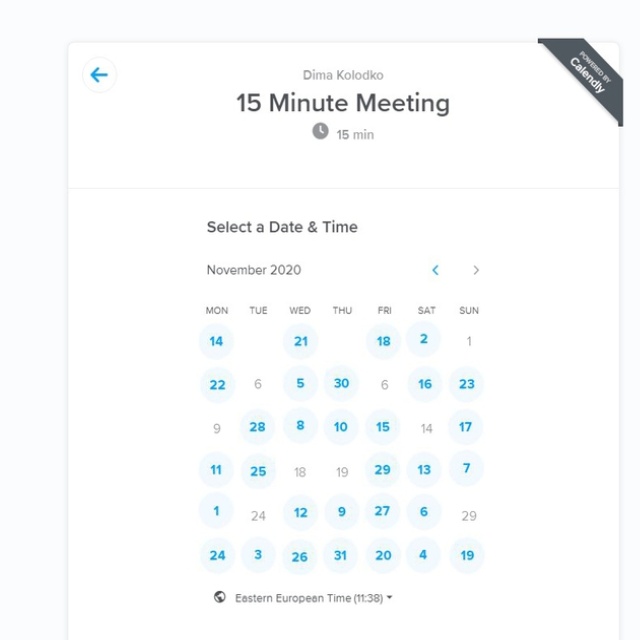 POWERED BY
Calendly
Dima Kolodko
15 Minute Meeting
15 min
Select a Date & Time
November 2020
MON TUE WED THU FRI SAT SUN
14 21 18 2 1
22 6 5 30 6 16 23
9 28 8 10 15 14 17
11 25 18 19 29 13 7
1 24 12 9 27 6 29
24 3 26 31 20 4 19
Eastern European Time (11:38)